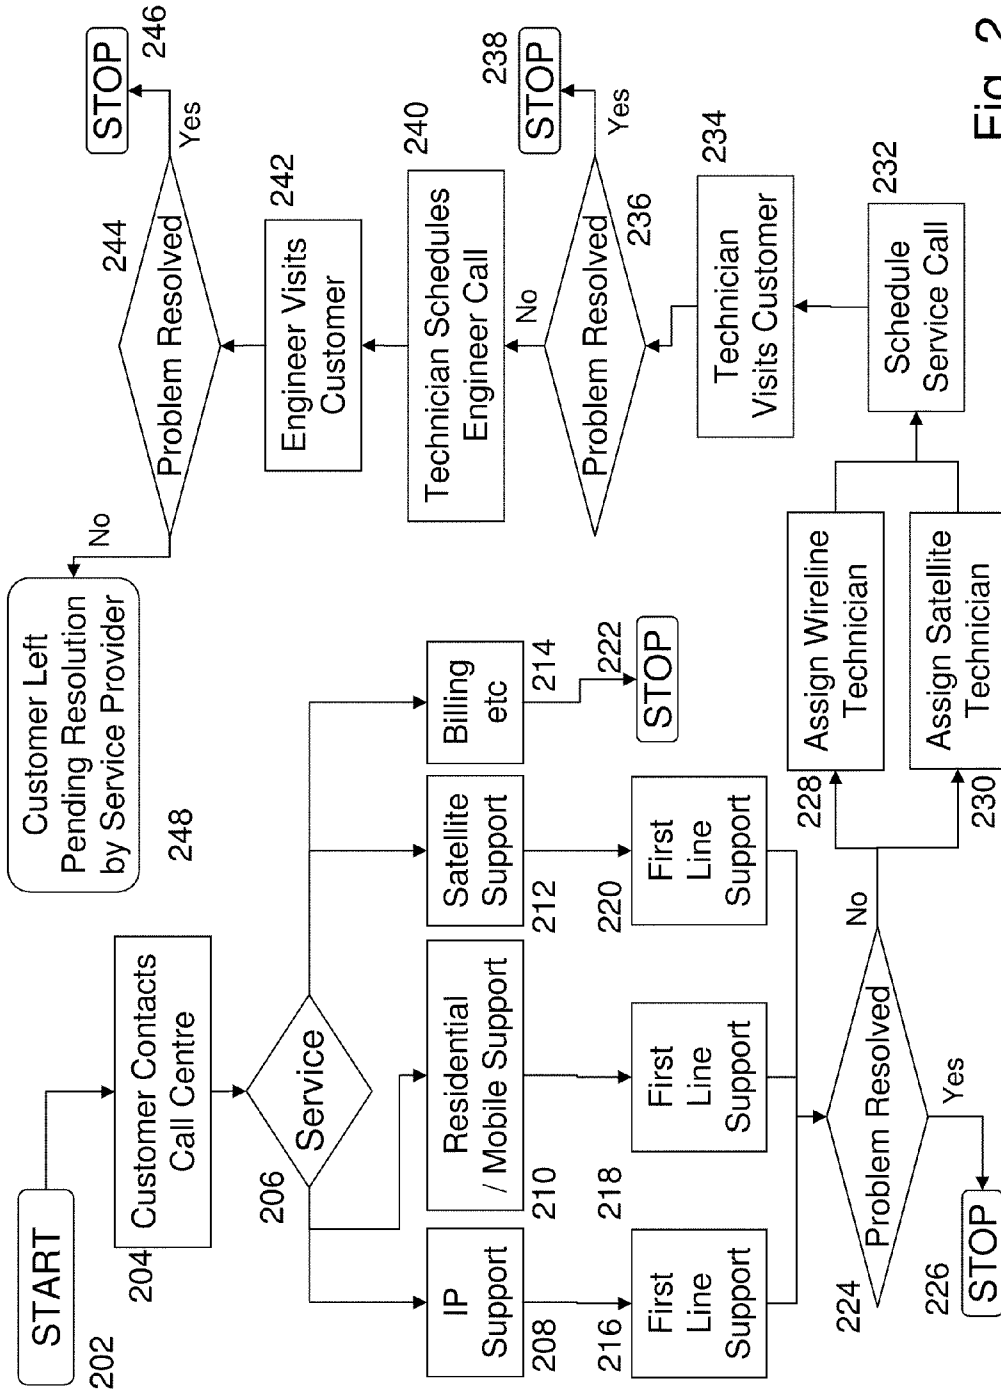 START
202
204
Customer Contacts
Call Centre
206
Service
IP
Support
208
Residential
/ Mobile Support
210
Satellite
Support
212
Billing
etc
214
216
First
Line
Support
218
First
Line
Support
220
First
Line
Support
222
STOP
224
Problem Resolved
Yes
No
226
STOP
228
Assign Wireline
Technician
230
Assign Satellite
Technician
Schedule
Service Call
232
Technician
Visits Customer
234
Problem Resolved
236
Yes
No
238
STOP
Technician Schedules
Engineer Call
240
Engineer Visits
Customer
242
Problem Resolved
244
Yes
No
246
STOP
Customer Left
Pending Resolution
by Service Provider
248
Fig. 2